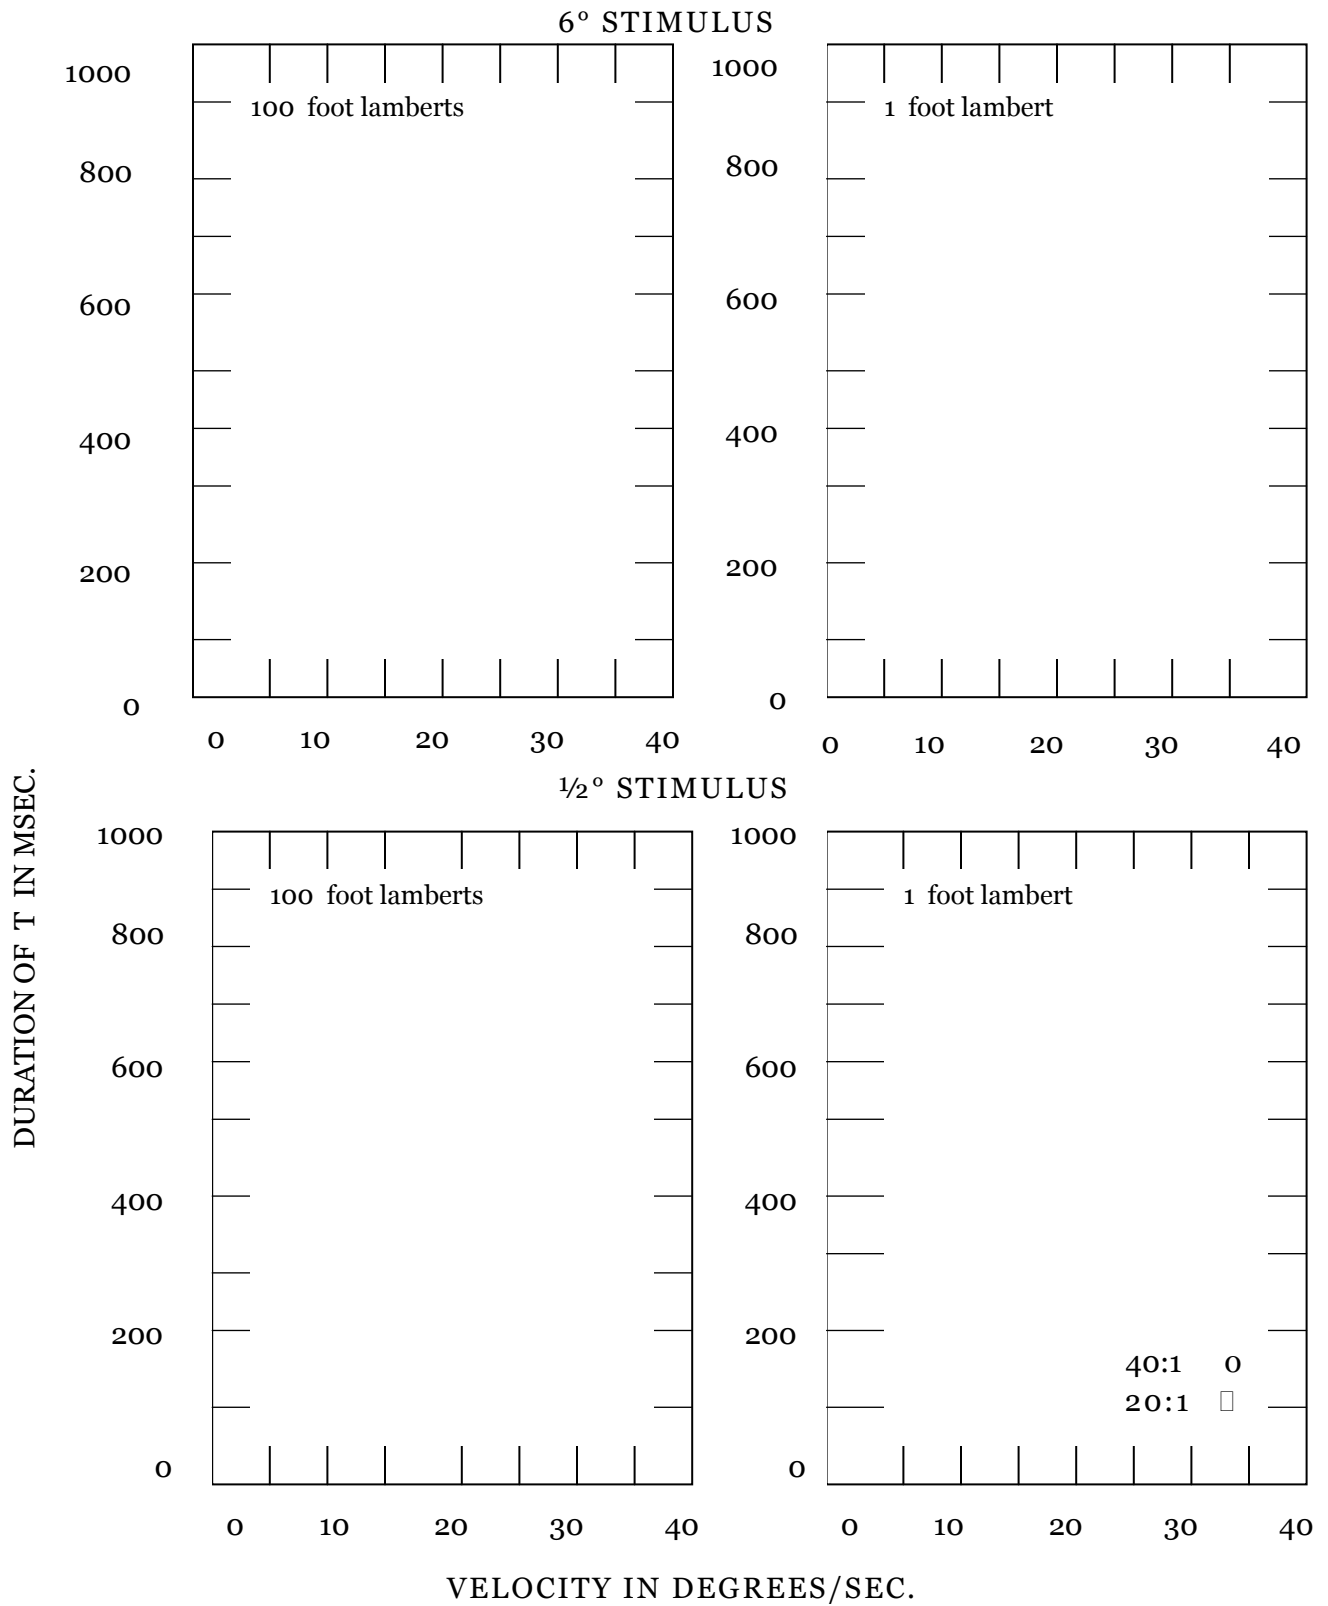 6° STIMULUS
1000 1000
100 foot lamberts 1 foot lambert
800 800
600 600
400 400
200 200
0 0
0 10 20 30 40 0 10 20 30 40
½° STIMULUS
DURATION OF T IN MSEC.
1000 1000
100 foot lamberts 1 foot lambert
800 800
600 600
400 400
200 200
40:1 0
20:1
0 0
0 10 20 30 40 0 10 20 30 40
VELOCITY IN DEGREES/SEC.